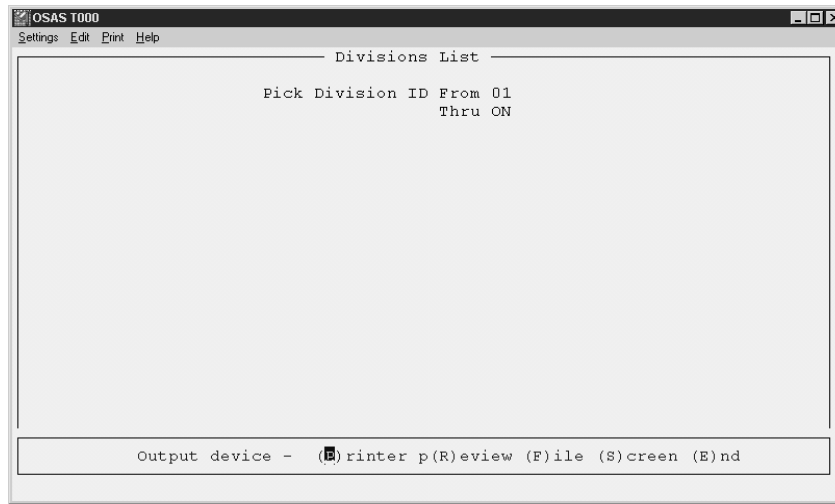 OSAS T000
Settings Edit Print Help
Divisions List
Pick Division ID From 01
Thru ON
Output device - (P)rinter p(R)eview (F)ile (S)creen (E)nd